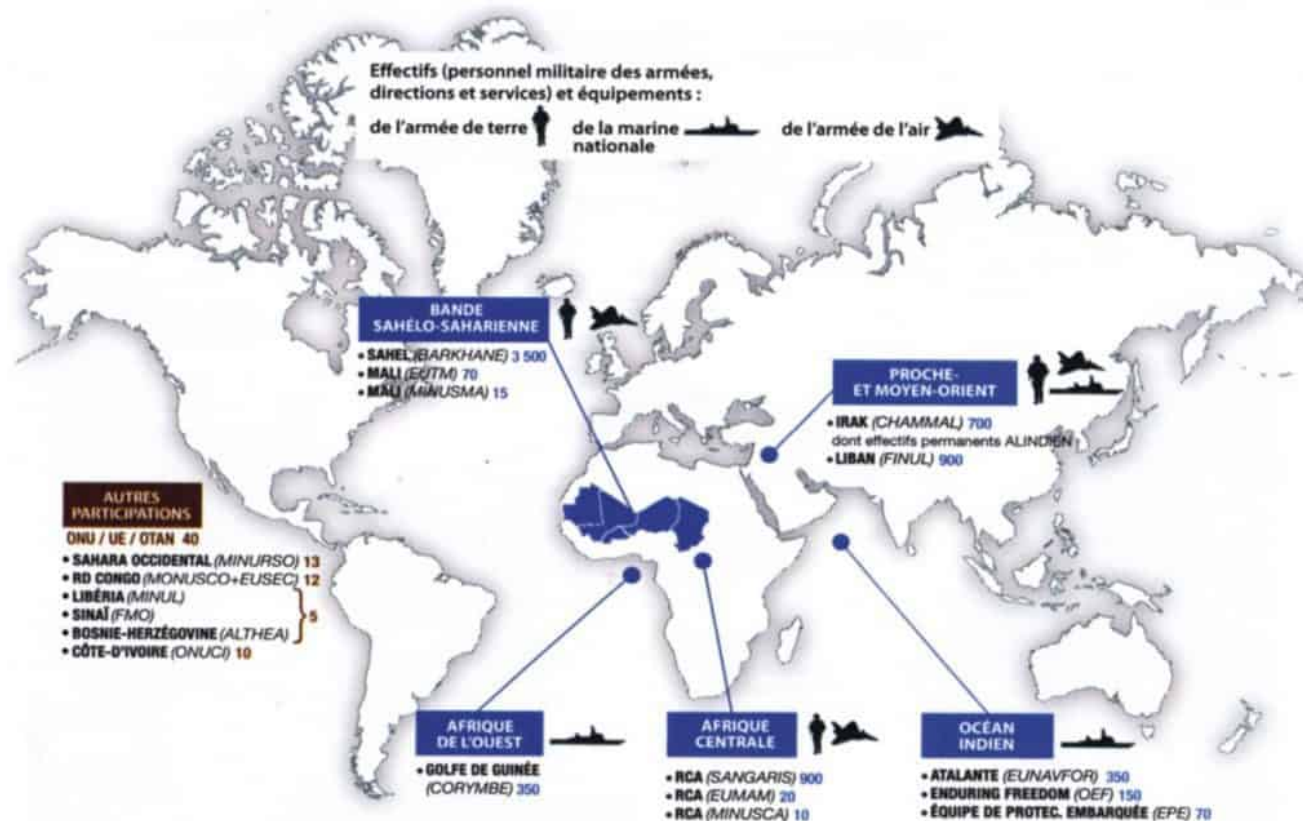 Effectifs (personnel militaire des armées,
directions et services) et équipements :
de l'armée de terre
de la marine
nationale
de l'armée de l'air
BANDE
SAHÉLO-SAHARIENNE
• SAHEL (BARKHANE) 3 500
• MALI (EUTM) 70
• MALI (MINUSMA) 15
PROCHE-
ET MOYEN-ORIENT
• IRAK (CHAMMAL) 700
dont effectifs permanents ALINDIEN
• LIBAN (FINUL) 900
AUTRES
PARTICIPATIONS
ONU / UE / OTAN 40
• SAHARA OCCIDENTAL (MINURSO) 13
• RD CONGO (MONUSCO+EUSEC) 12
• LIBÉRIA (MINUL)
• SINAÏ (FMO)
5
• BOSNIE-HERZÉGOVINE (ALTHEA)
• CÔTE-D'IVOIRE (ONUCI) 10
AFRIQUE
DE L'OUEST
• GOLFE DE GUINÉE
(CORYMBE) 350
AFRIQUE
CENTRALE
• RCA (SANGARIS) 900
• RCA (EUMAM) 20
• RCA (MINUSCA) 10
OCÉAN
INDIEN
• ATALANTE (EUNAVFOR) 350
• ENDURING FREEDOM (OEF) 150
• ÉQUIPE DE PROTEC. EMBARQUÉE (EPE) 70